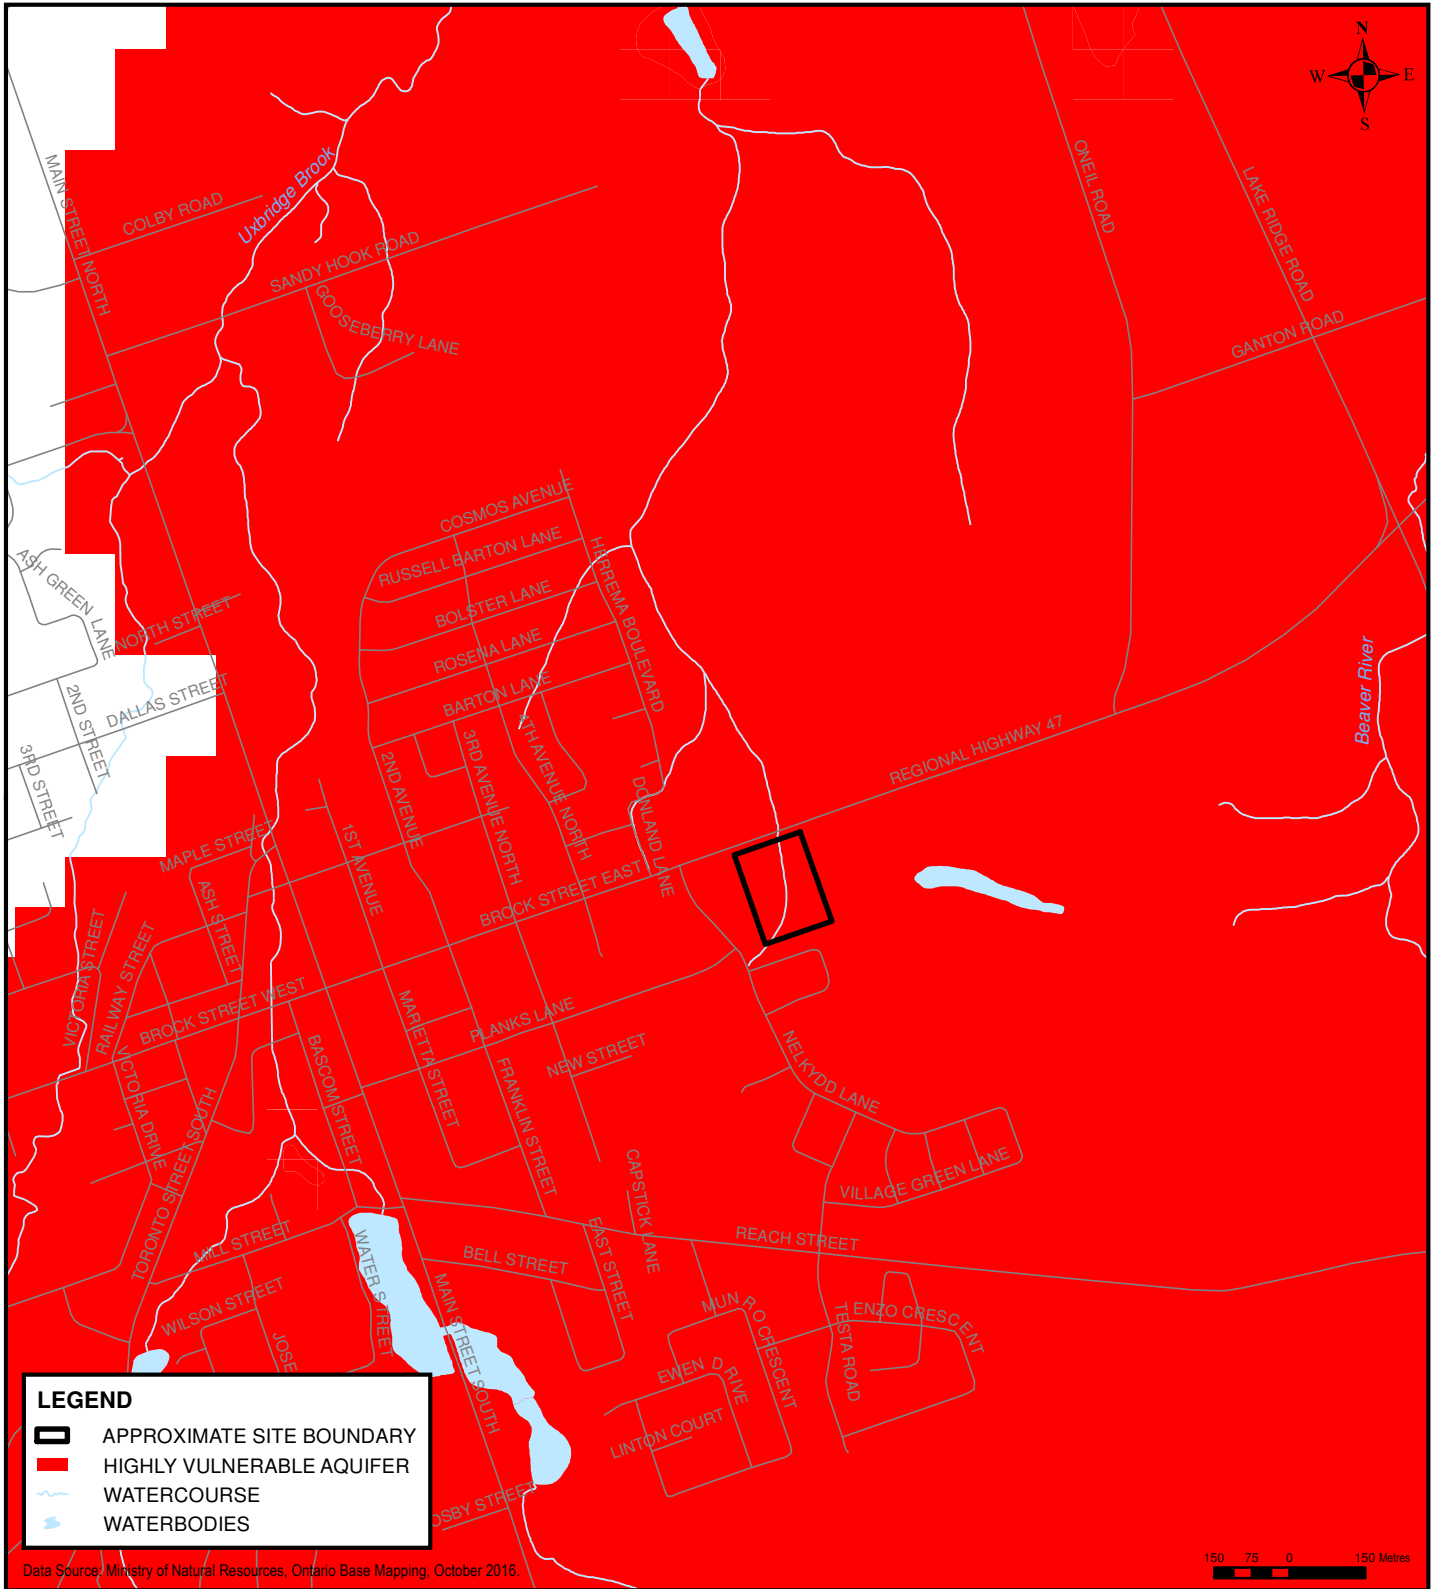 N
W E
S
MAIN STREET NORTH
COLBY ROAD
Uxbridge Brook
SANDY HOOK ROAD
GOOSEBERRY LANE
ONEIL ROAD
LAKE RIDGE ROAD
GANTON ROAD
COSMOS AVENUE
RUSSELL BARTON LANE
BOLSTER LANE
ROSENA LANE
BARTON LANE
HERREMA BOULEVARD
ASH GREEN LANE
NORTH STREET
DALLAS STREET
2ND STREET
3RD STREET
Beaver River
REGIONAL HIGHWAY 47
2ND AVENUE
3RD AVENUE NORTH
4TH AVENUE NORTH
DONLAND LANE
1ST AVENUE
MAPLE STREET
ASH STREET
BROCK STREET EAST
VICTORIA STREET
RAILWAY STREET
BROCK STREET WEST
VICTORIA DRIVE
TORONTO STREET SOUTH
BASCOM STREET
MARIETTA STREET
PLANKS LANE
NEW STREET
FRANKLIN STREET
NELKYDD LANE
VILLAGE GREEN LANE
CAPSTICK LANE
REACH STREET
MILL STREET
WATER STREET
BELL STREET
EAST STREET
WILSON STREET
JOSE
MAIN STREET SOUTH
MUNRO CRESCENT
ENZO CRESCENT
TESTA ROAD
EWEN DRIVE
LINTON COURT
OSBY STREET
LEGEND
APPROXIMATE SITE BOUNDARY
HIGHLY VULNERABLE AQUIFER
WATERCOURSE
WATERBODIES
Data Source: Ministry of Natural Resources, Ontario Base Mapping, October 2016.
150 75 0 150 Metres